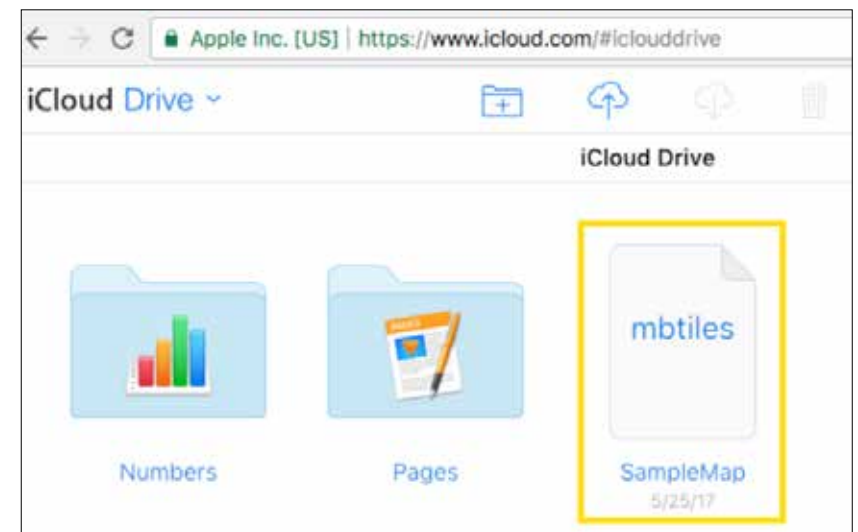 Apple Inc. [US] | https://www.icloud.com/#iclouddrive
iCloud Drive
iCloud Drive
mbtiles
Numbers
Pages
SampleMap
5/25/17